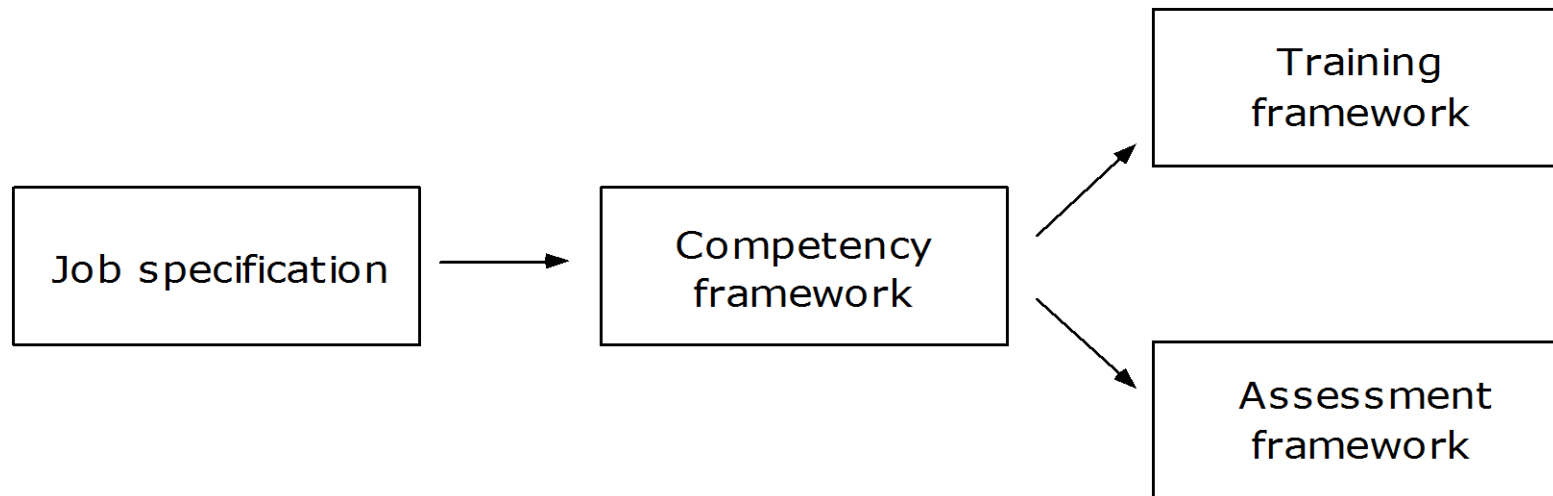 Job specification
Competency
framework
Training
framework
Assessment
framework